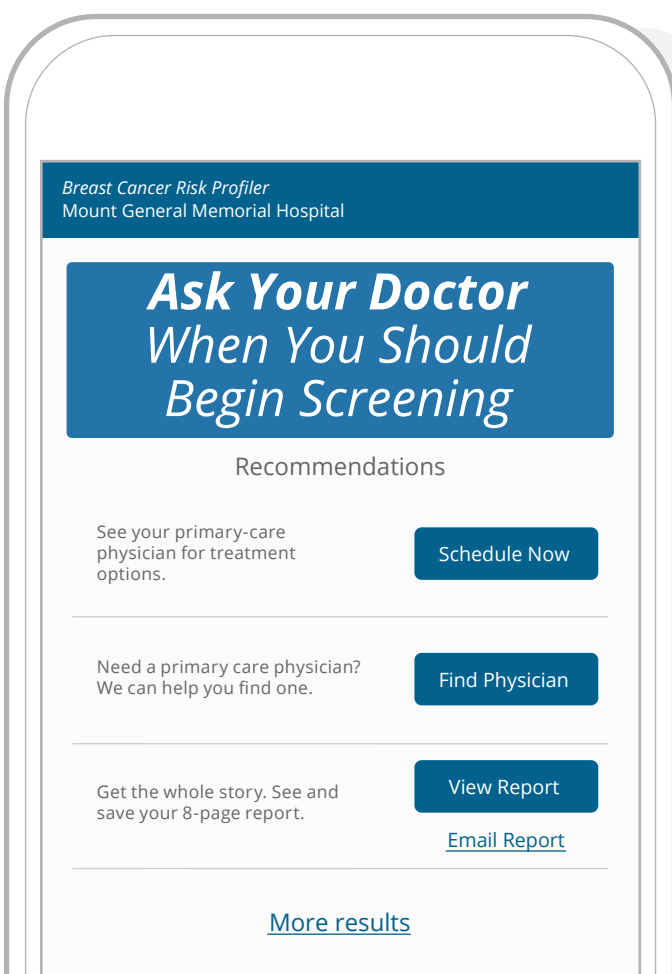 Breast Cancer Risk Profiler
Mount General Memorial Hospital
Ask Your Doctor
When You Should
Begin Screening
Recommendations
See your primary-care
physician for treatment
options.
Schedule Now
Need a primary care physician?
We can help you find one.
Find Physician
Get the whole story. See and
save your 8-page report.
View Report
Email Report
More results